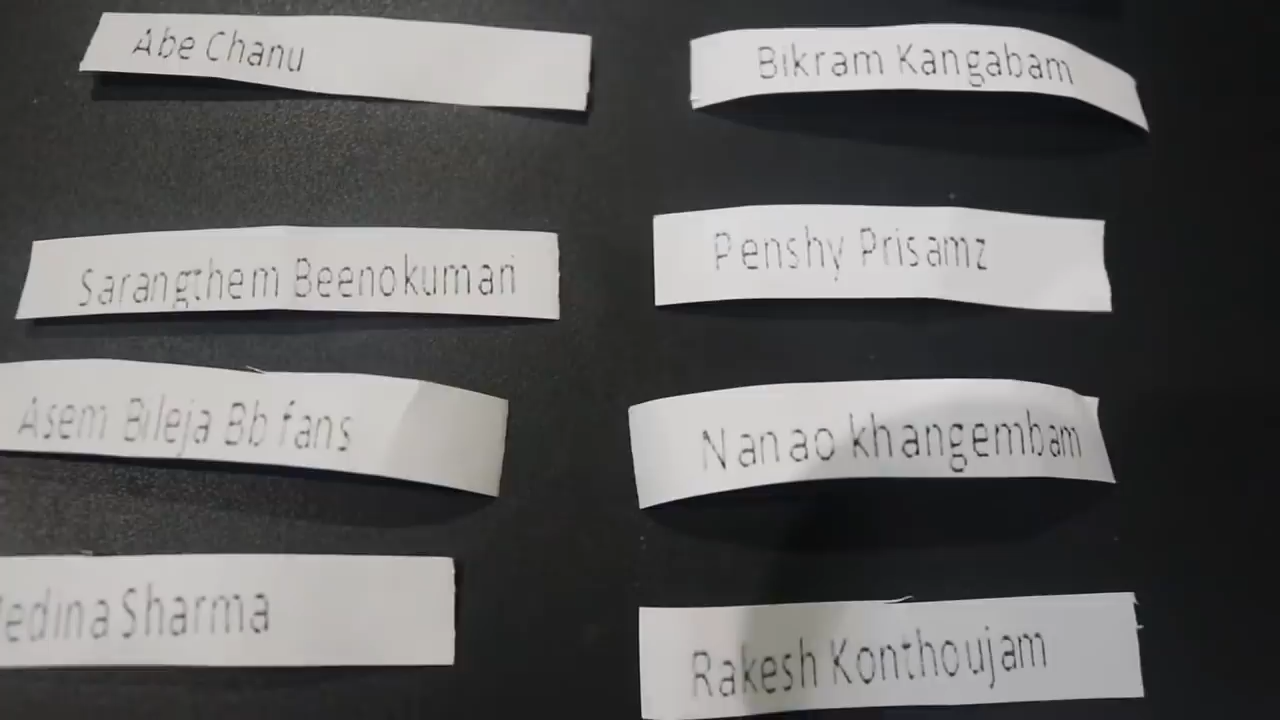 Abe Chanu
Bikram Kangabam
Sarangthem Beenokumari
Penshy Prisamz
Asem Bileja Bb fans
Nanao khangembam
Sharma
Rakesh Konthoujam